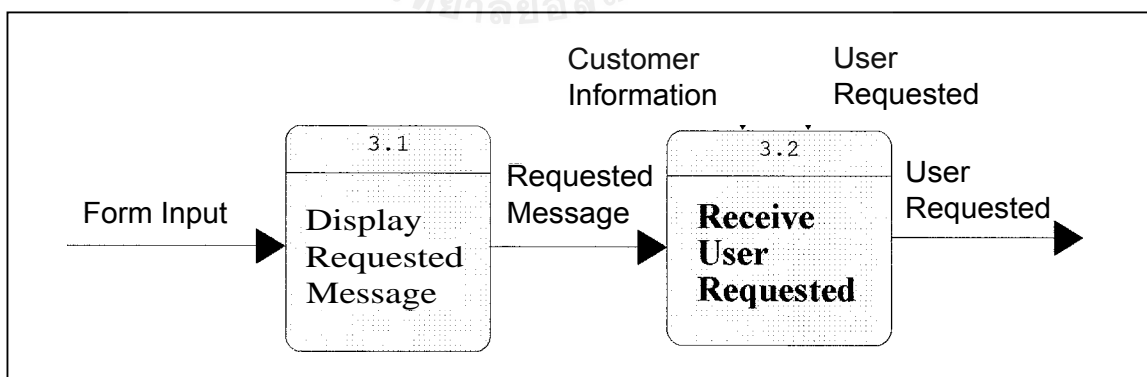 Customer
Information
User
Requested
3.1
3.2
Form Input
Display
Requested
Message
Requested
Message
Receive
User
Requested
User
Requested